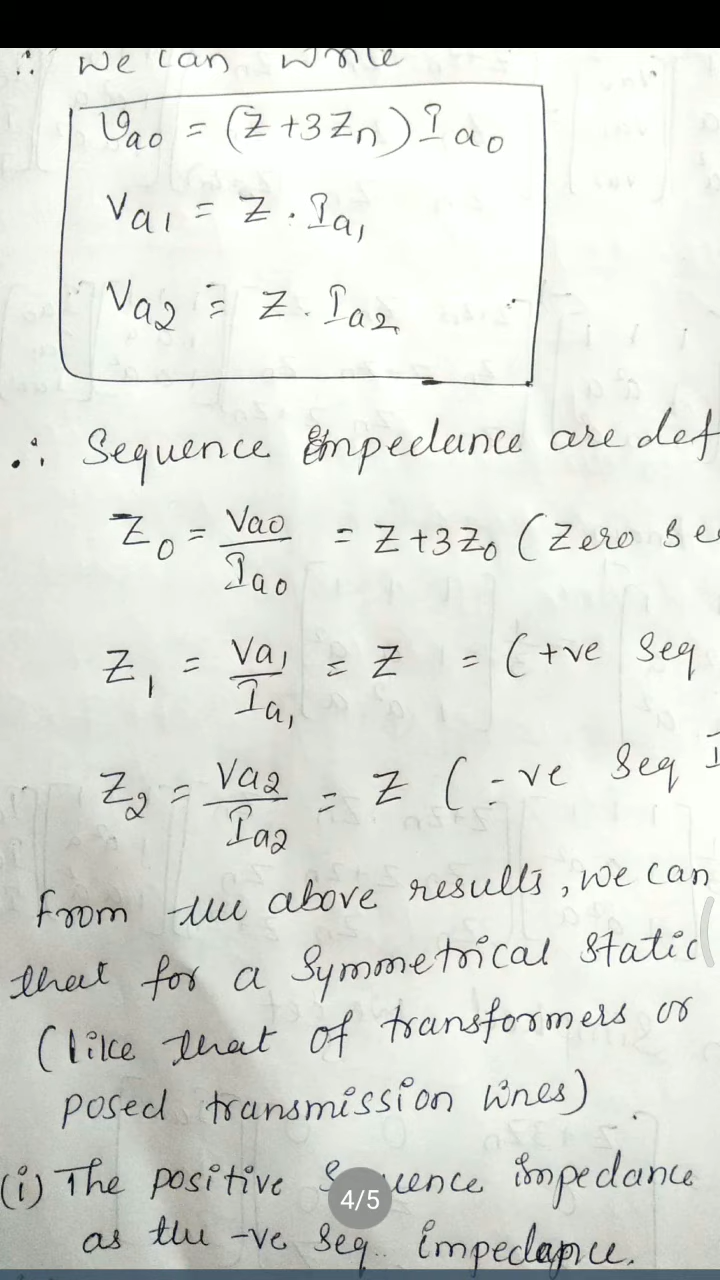 ∴ We can write
Vao = (Z + 3Zn) Iao
Va1 = Z . Ia1
Va2 = Z . Ia2
∴ Sequence Impedance are def
Z0 = Vao/Iao = Z + 3Z0 (Zero se
Z1 = Va1/Ia1 = Z = (+ve seq
Z2 = Va2/Ia2 = Z (-ve seq I
From the above results, we can
that for a symmetrical static
(like that of transformers or
posed transmission lines)
(i) The positive sequence impedance
as the -ve seq. impedance.
4/5